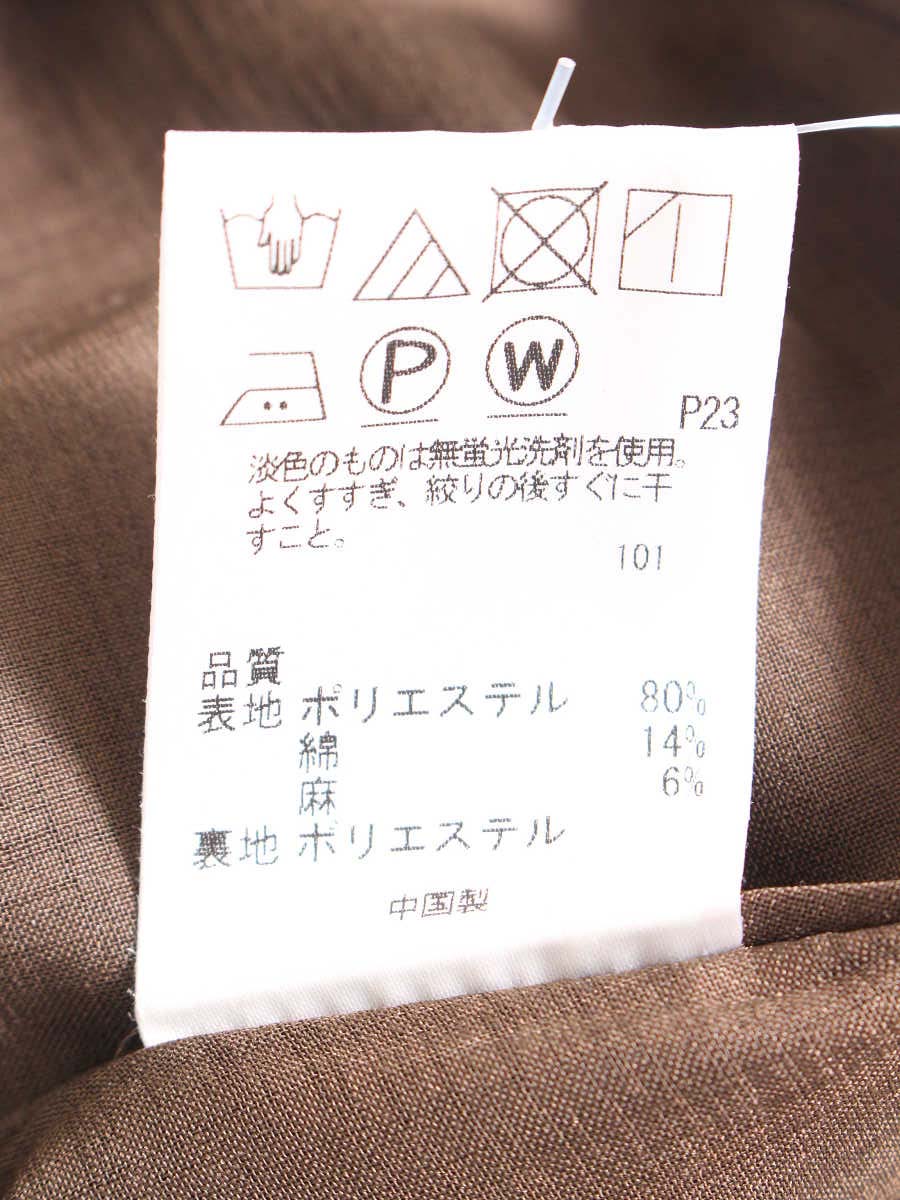 P
W
P23
淡色のものは無蛍光洗剤を使用。
よくすすぎ、絞りの後すぐに干
すこと。
101
品質
表地 ポリエステル 80%
綿 14%
麻 6%
裏地 ポリエステル
中国製